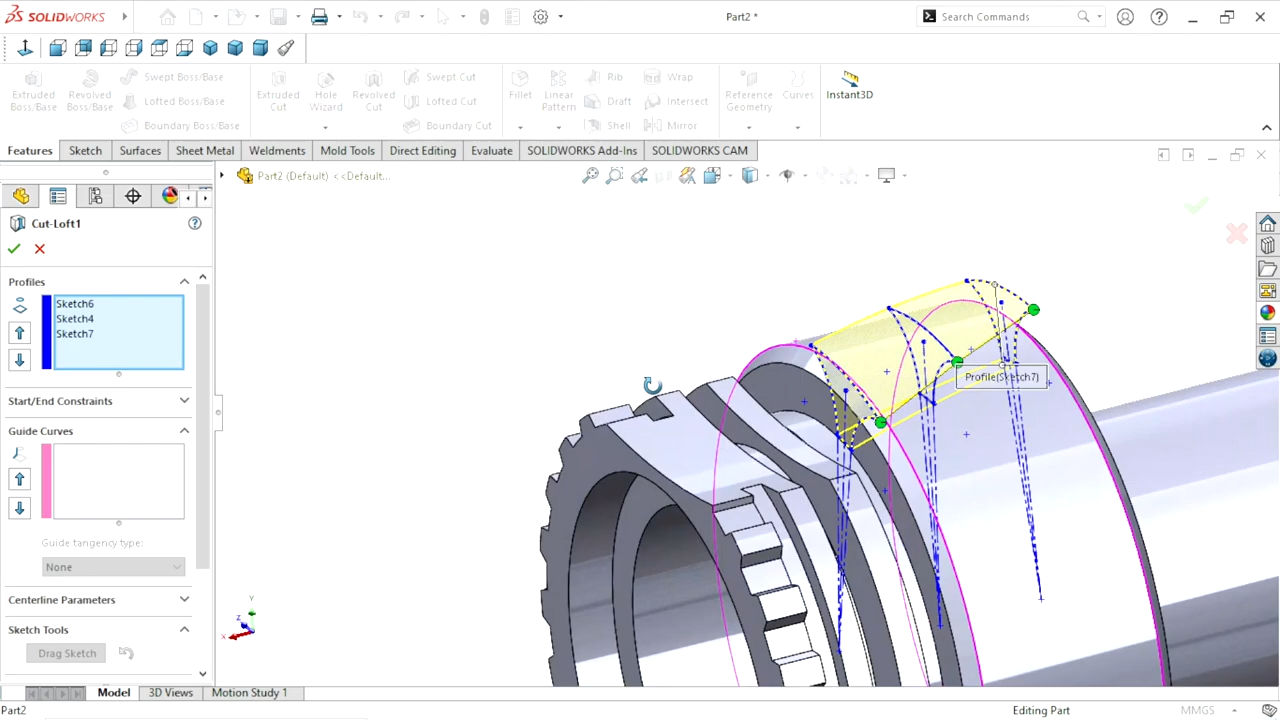 SOLIDWORKS
Part2 *
Search Commands
Extruded Boss/Base
Revolved Boss/Base
Swept Boss/Base
Lofted Boss/Base
Boundary Boss/Base
Extruded Cut
Hole Wizard
Revolved Cut
Swept Cut
Lofted Cut
Boundary Cut
Fillet
Linear Pattern
Rib
Draft
Shell
Wrap
Intersect
Mirror
Reference Geometry
Curves
Instant3D
Features Sketch Surfaces Sheet Metal Weldments Mold Tools Direct Editing Evaluate SOLIDWORKS Add-Ins SOLIDWORKS CAM
Part2 (Default) <<Default...
Cut-Loft1
Profiles
Sketch6
Sketch4
Sketch7
Start/End Constraints
Guide Curves
Guide tangency type:
None
Centerline Parameters
Sketch Tools
Drag Sketch
Profile(Sketch7)
Y
Z
X
Model 3D Views Motion Study 1
Part2 Editing Part MMGS